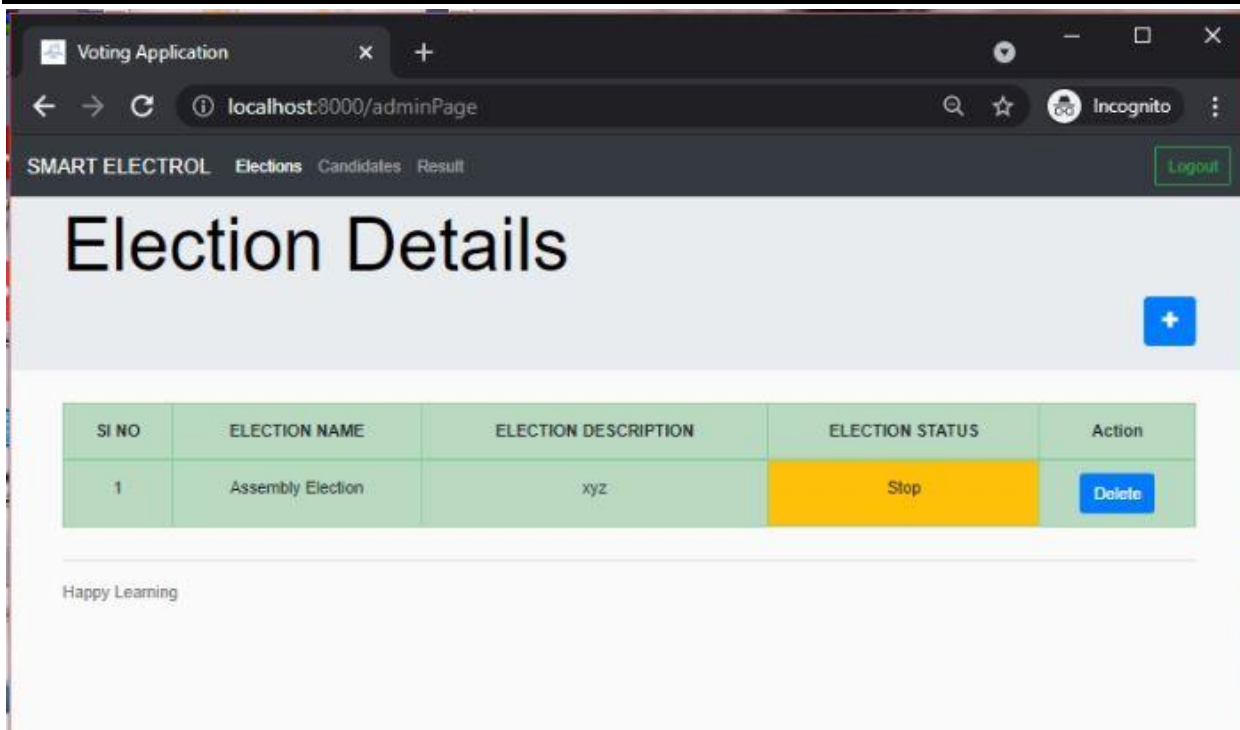 Voting Application
localhost:8000/adminPage
Incognito
SMART ELECTROL Elections Candidates Result Logout
Election Details
SI NO ELECTION NAME ELECTION DESCRIPTION ELECTION STATUS Action
1 Assembly Election xyz Stop Delete
Happy Learning